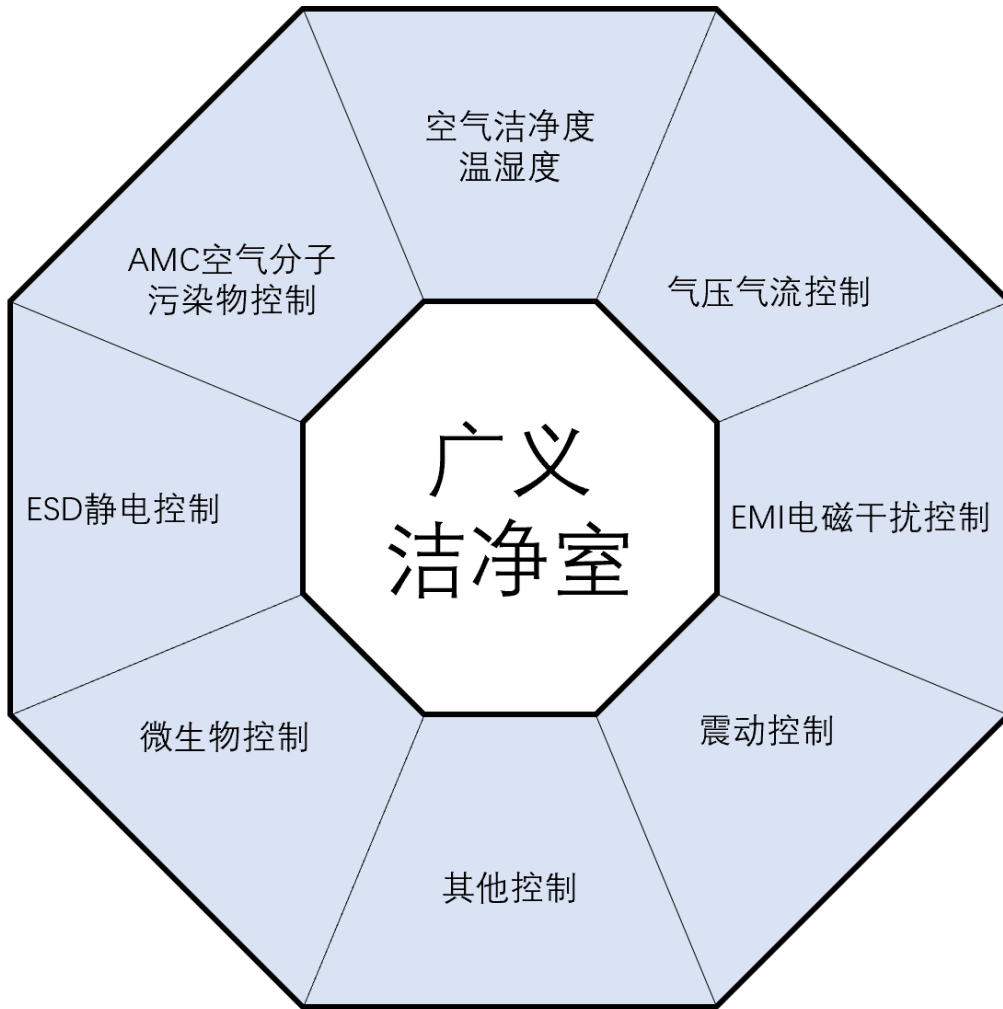 空气洁净度
温湿度
AMC空气分子
污染物控制
气压气流控制
广义
洁净室
ESD静电控制
EMI电磁干扰控制
微生物控制
震动控制
其他控制